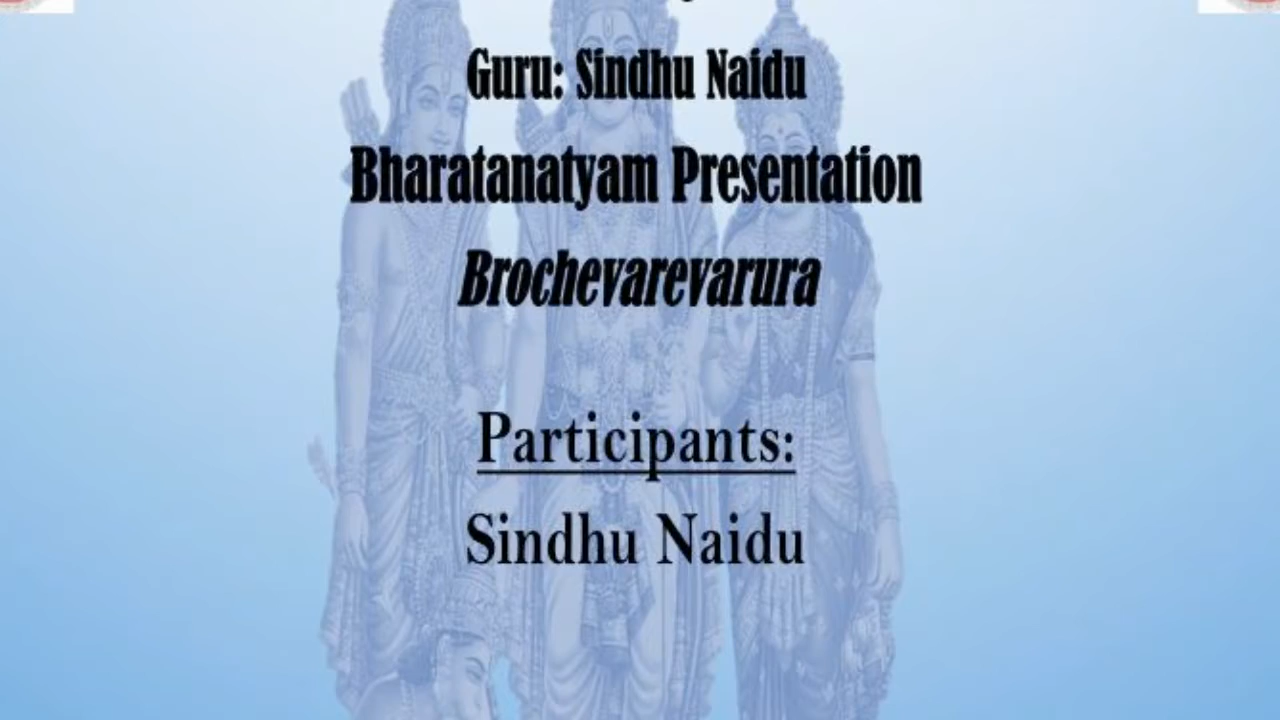 Guru: Sindhu Naidu
Bharatanatyam Presentation
Brochevarevarura
Participants:
Sindhu Naidu